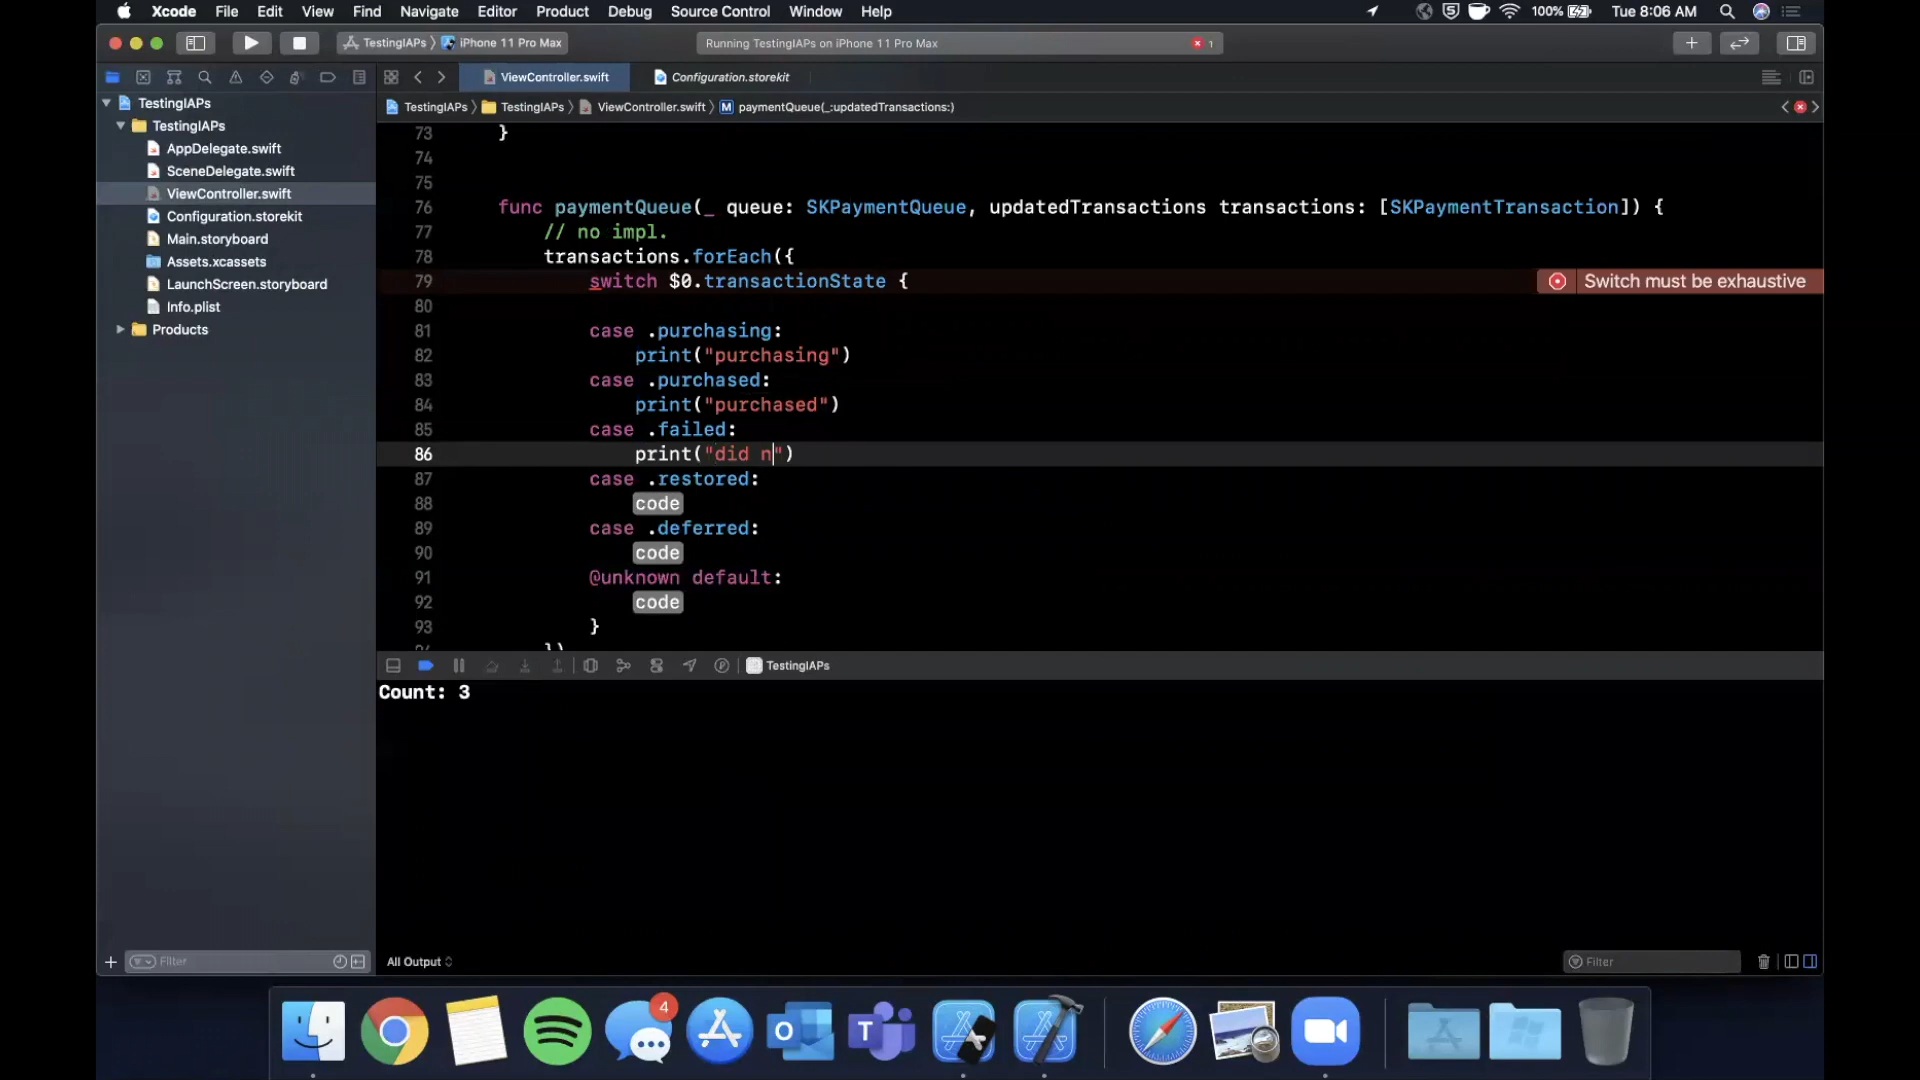 Xcode File Edit View Find Navigate Editor Product Debug Source Control Window Help 100% Tue 8:06 AM
TestingIAPs iPhone 11 Pro Max Running TestingIAPs on iPhone 11 Pro Max 1
ViewController.swift Configuration.storekit
TestingIAPs TestingIAPs ViewController.swift M paymentQueue(_:updatedTransactions:)
TestingIAPs
TestingIAPs
AppDelegate.swift
SceneDelegate.swift
ViewController.swift
Configuration.storekit
Main.storyboard
Assets.xcassets
LaunchScreen.storyboard
Info.plist
Products
73 }
74
75
76 func paymentQueue(_ queue: SKPaymentQueue, updatedTransactions transactions: [SKPaymentTransaction]) {
77 // no impl.
78 transactions.forEach({
79 switch $0.transactionState { Switch must be exhaustive
80
81 case .purchasing:
82 print("purchasing")
83 case .purchased:
84 print("purchased")
85 case .failed:
86 print("did n")
87 case .restored:
88 code
89 case .deferred:
90 code
91 @unknown default:
92 code
93 }
94 })
TestingIAPs
Count: 3
Filter All Output Filter
4